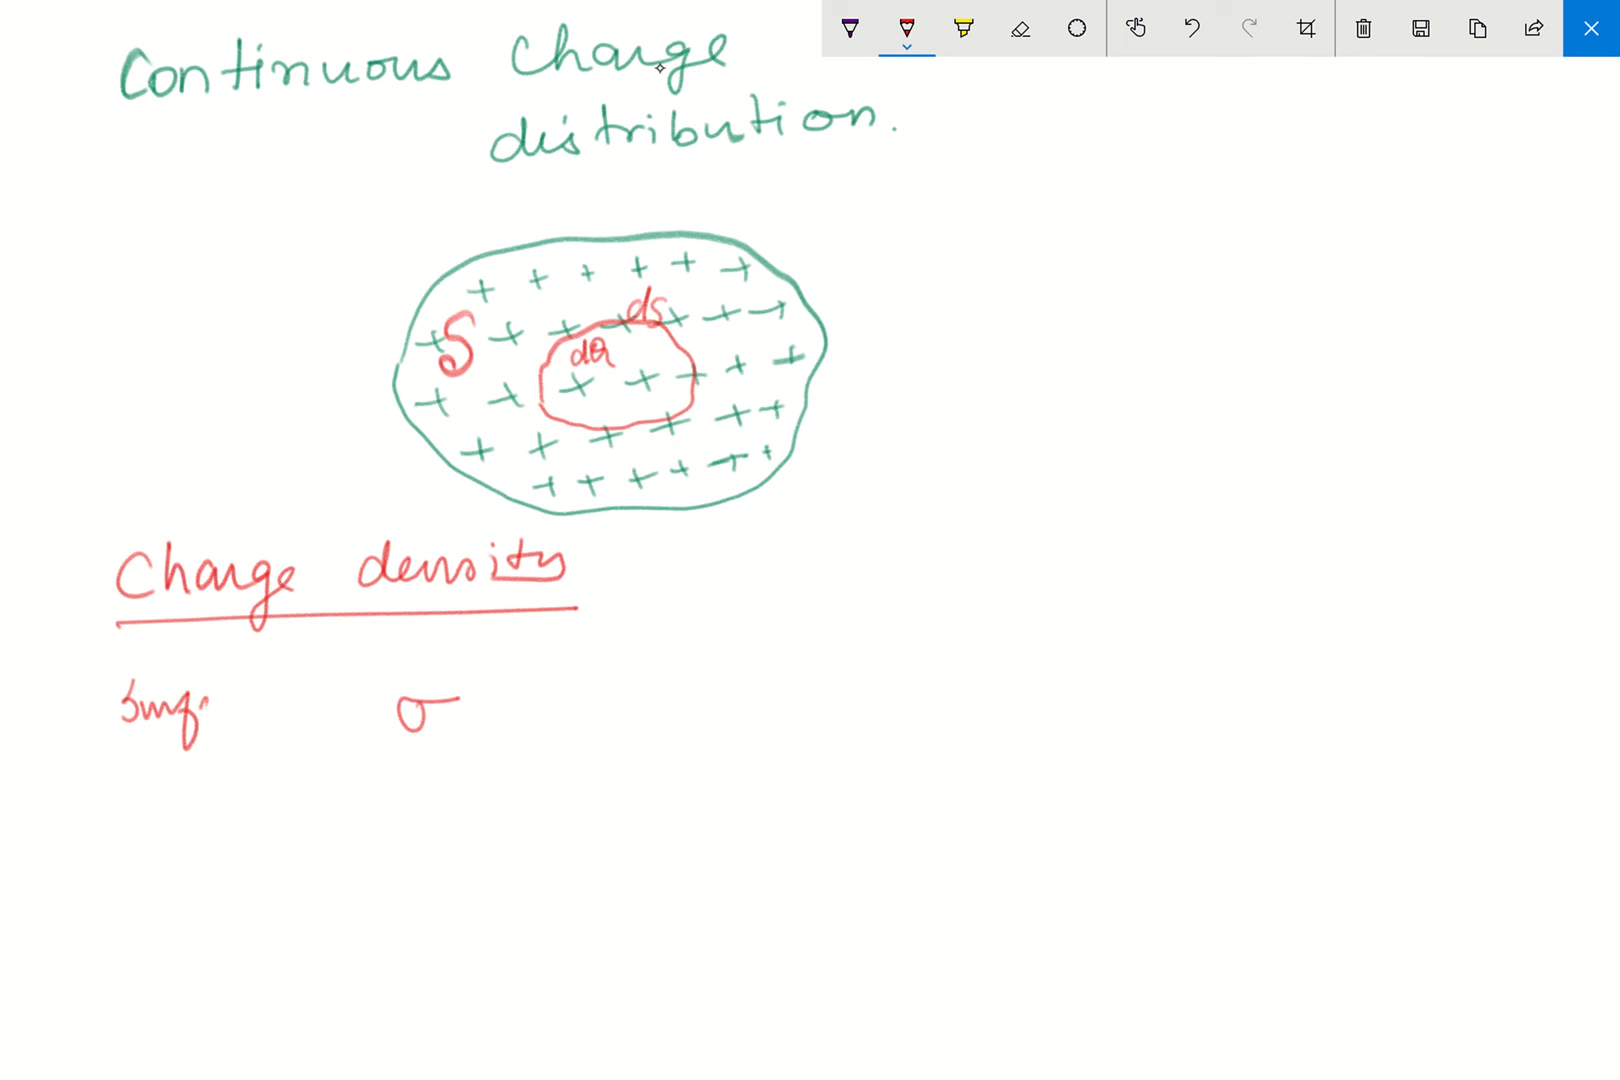 Continuous Charge
distribution.
+ + + + + +
ds
+ S + + + + + +
dQ
+ + + + + + +
+ + + + + +
+ + + + + +
Charge density
σ